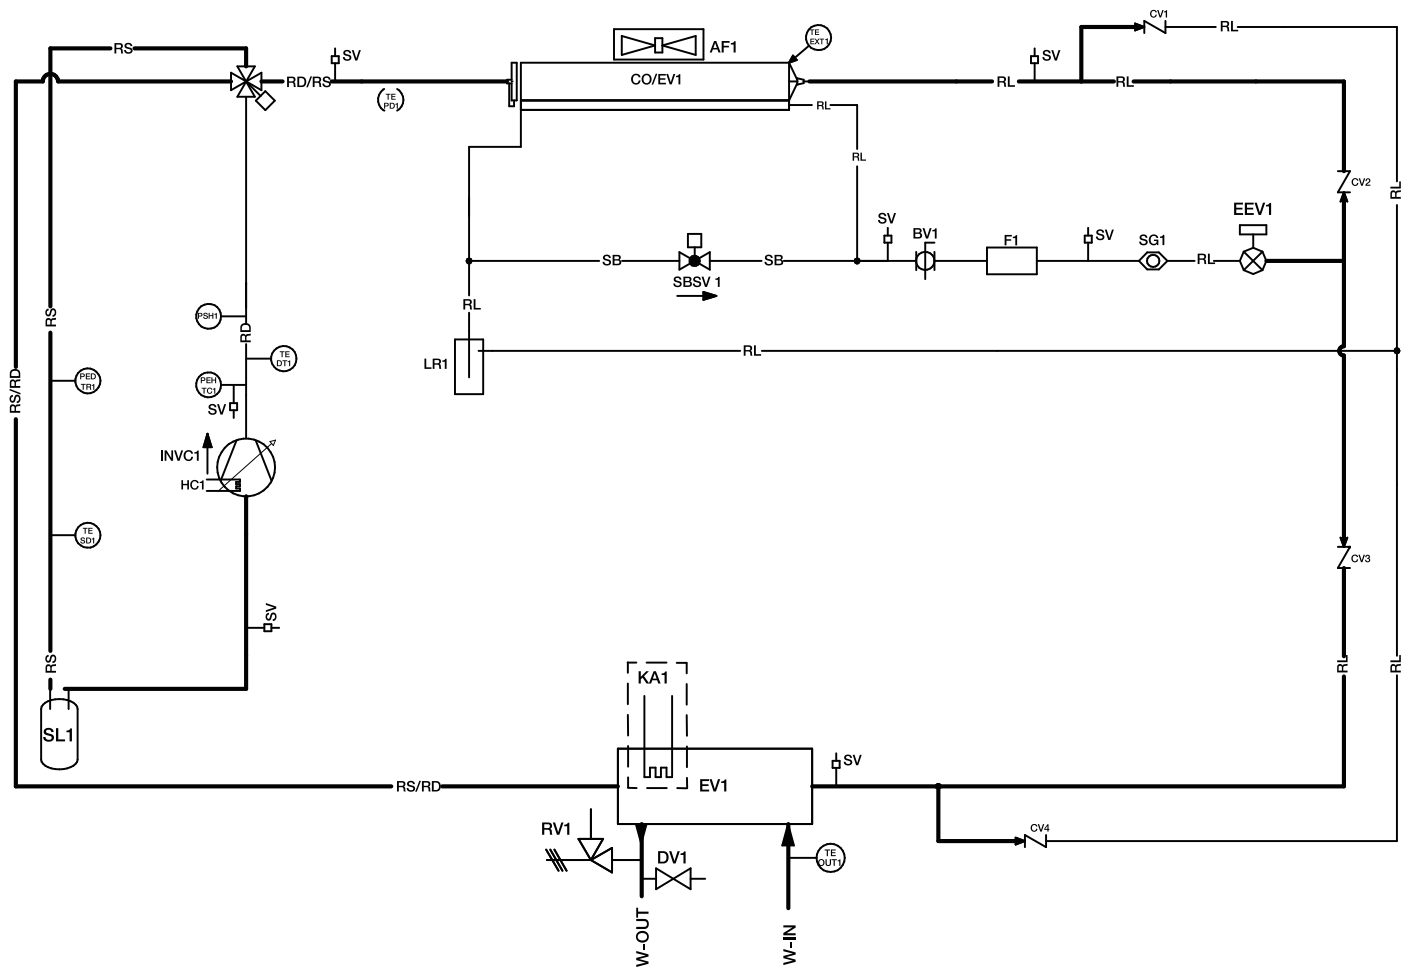 CV1
RL
RS
SV
AF1
TE
EXT1
SV
RD/RS
CO/EV1
RL
RL
TE
PD1
RL
RL
CV2
RL
EEV1
SV
BV1
F1
SV
SG1
SB
SB
RL
SBSV 1
RL
PSH1
RS
RD
RL
TE
DT1
LR1
RS/RD
PED
TR1
PEH
TC1
SV
INVC1
HC1
TE
SD1
CV3
SV
RS
RL
RL
KA1
SL1
SV
RS/RD
EV1
RV1
CV4
DV1
TE
OUT1
W-OUT
W-IN